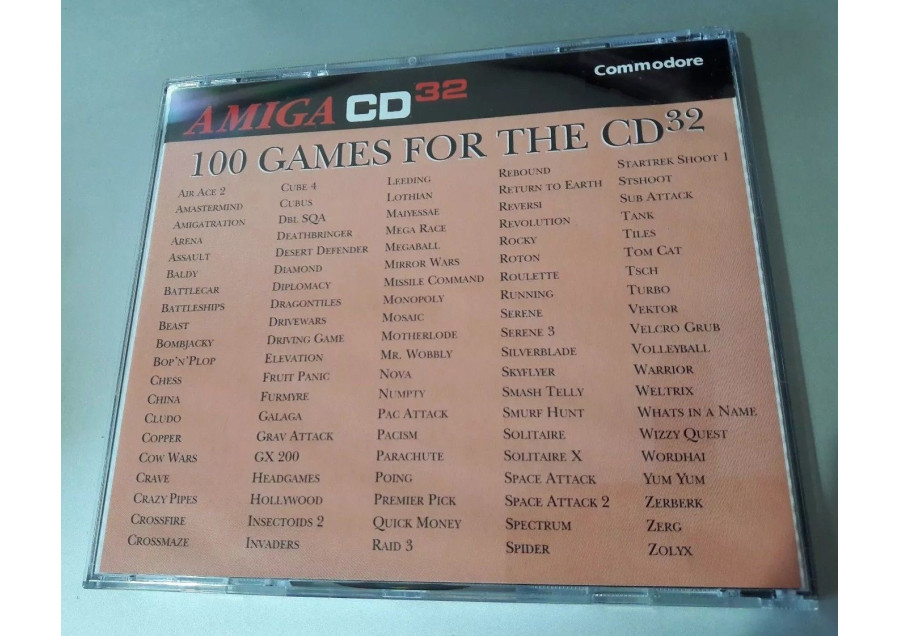 Commodore
AMIGA CD32
100 GAMES FOR THE CD32
AIR ACE 2
AMASTERMIND
AMIGATRATION
ARENA
ASSAULT
BALDY
BATTLECAR
BATTLESHIPS
BEAST
BOMBJACKY
BOP'N'PLOP
CHESS
CHINA
CLUDO
COPPER
COW WARS
CRAVE
CRAZY PIPES
CROSSFIRE
CROSSMAZE
CUBE 4
CUBUS
DBL SQA
DEATHBRINGER
DESERT DEFENDER
DIAMOND
DIPLOMACY
DRAGONTILES
DRIVEWARS
DRIVING GAME
ELEVATION
FRUIT PANIC
FURMYRE
GALAGA
GRAV ATTACK
GX 200
HEADGAMES
HOLLYWOOD
INSECTOIDS 2
INVADERS
LEEDING
LOTHIAN
MAIYESSAE
MEGA RACE
MEGABALL
MIRROR WARS
MISSILE COMMAND
MONOPOLY
MOSAIC
MOTHERLODE
MR. WOBBLY
NOVA
NUMPTY
PAC ATTACK
PACISM
PARACHUTE
POING
PREMIER PICK
QUICK MONEY
RAID 3
REBOUND
RETURN TO EARTH
REVERSI
REVOLUTION
ROCKY
ROTON
ROULETTE
RUNNING
SERENE
SERENE 3
SILVERBLADE
SKYFLYER
SMASH TELLY
SMURF HUNT
SOLITAIRE
SOLITAIRE X
SPACE ATTACK
SPACE ATTACK 2
SPECTRUM
SPIDER
STARTREK SHOOT 1
STSHOOT
SUB ATTACK
TANK
TILES
TOM CAT
TSCH
TURBO
VEKTOR
VELCRO GRUB
VOLLEYBALL
WARRIOR
WELTRIX
WHATS IN A NAME
WIZZY QUEST
WORDHAI
YUM YUM
ZERBERK
ZERG
ZOLYX